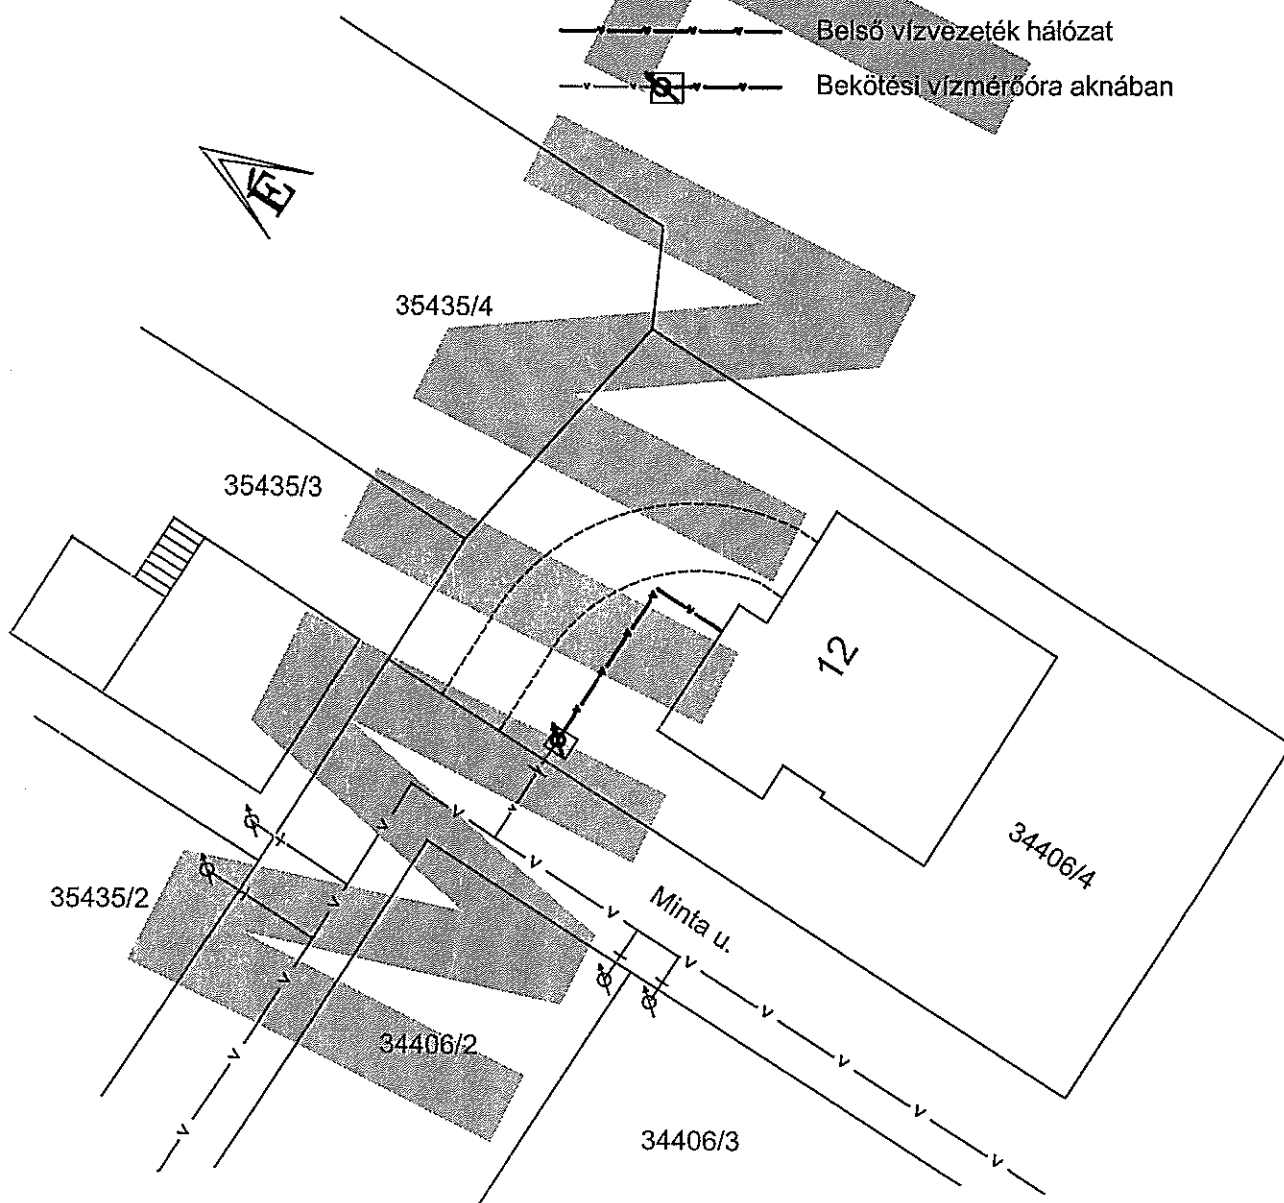 Belső vízvezeték hálózat
Bekötési vízmérőóra aknában
É
35435/4
35435/3
12
34406/4
35435/2
Minta u.
34406/2
34406/3
MINTA